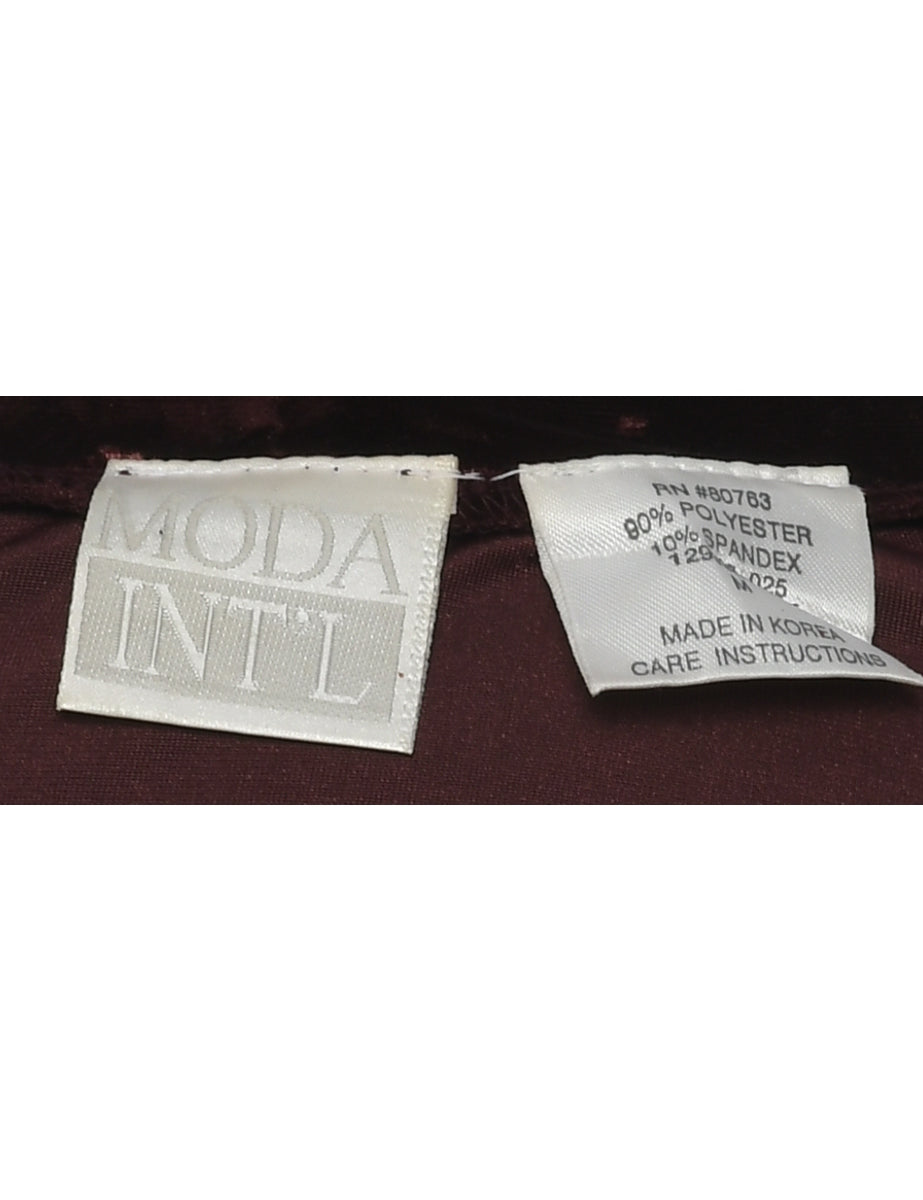 MODA
INT'L
RN #80763
90% POLYESTER
10% SPANDEX
M
MADE IN KOREA
CARE INSTRUCTIONS